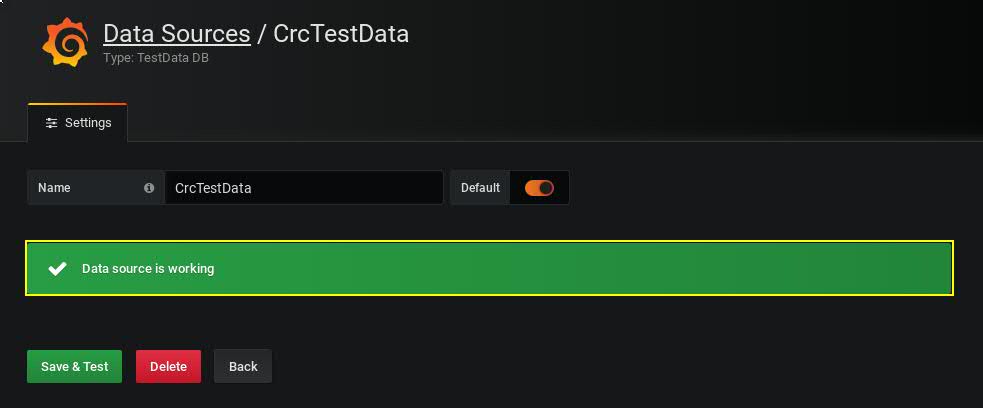 Data Sources / CrcTestData
Type: TestData DB
Settings
Name CrcTestData Default
Data source is working
Save & Test Delete Back